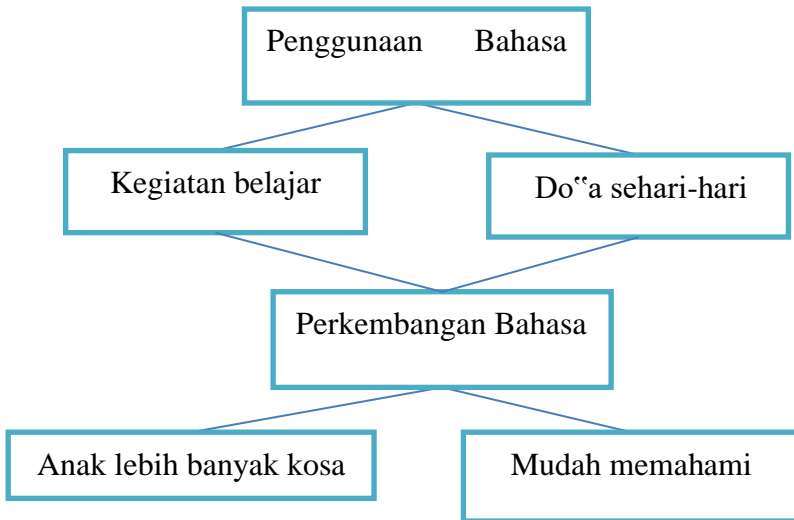 Penggunaan Bahasa
Kegiatan belajar
Do‟a sehari-hari
Perkembangan Bahasa
Anak lebih banyak kosa
Mudah memahami